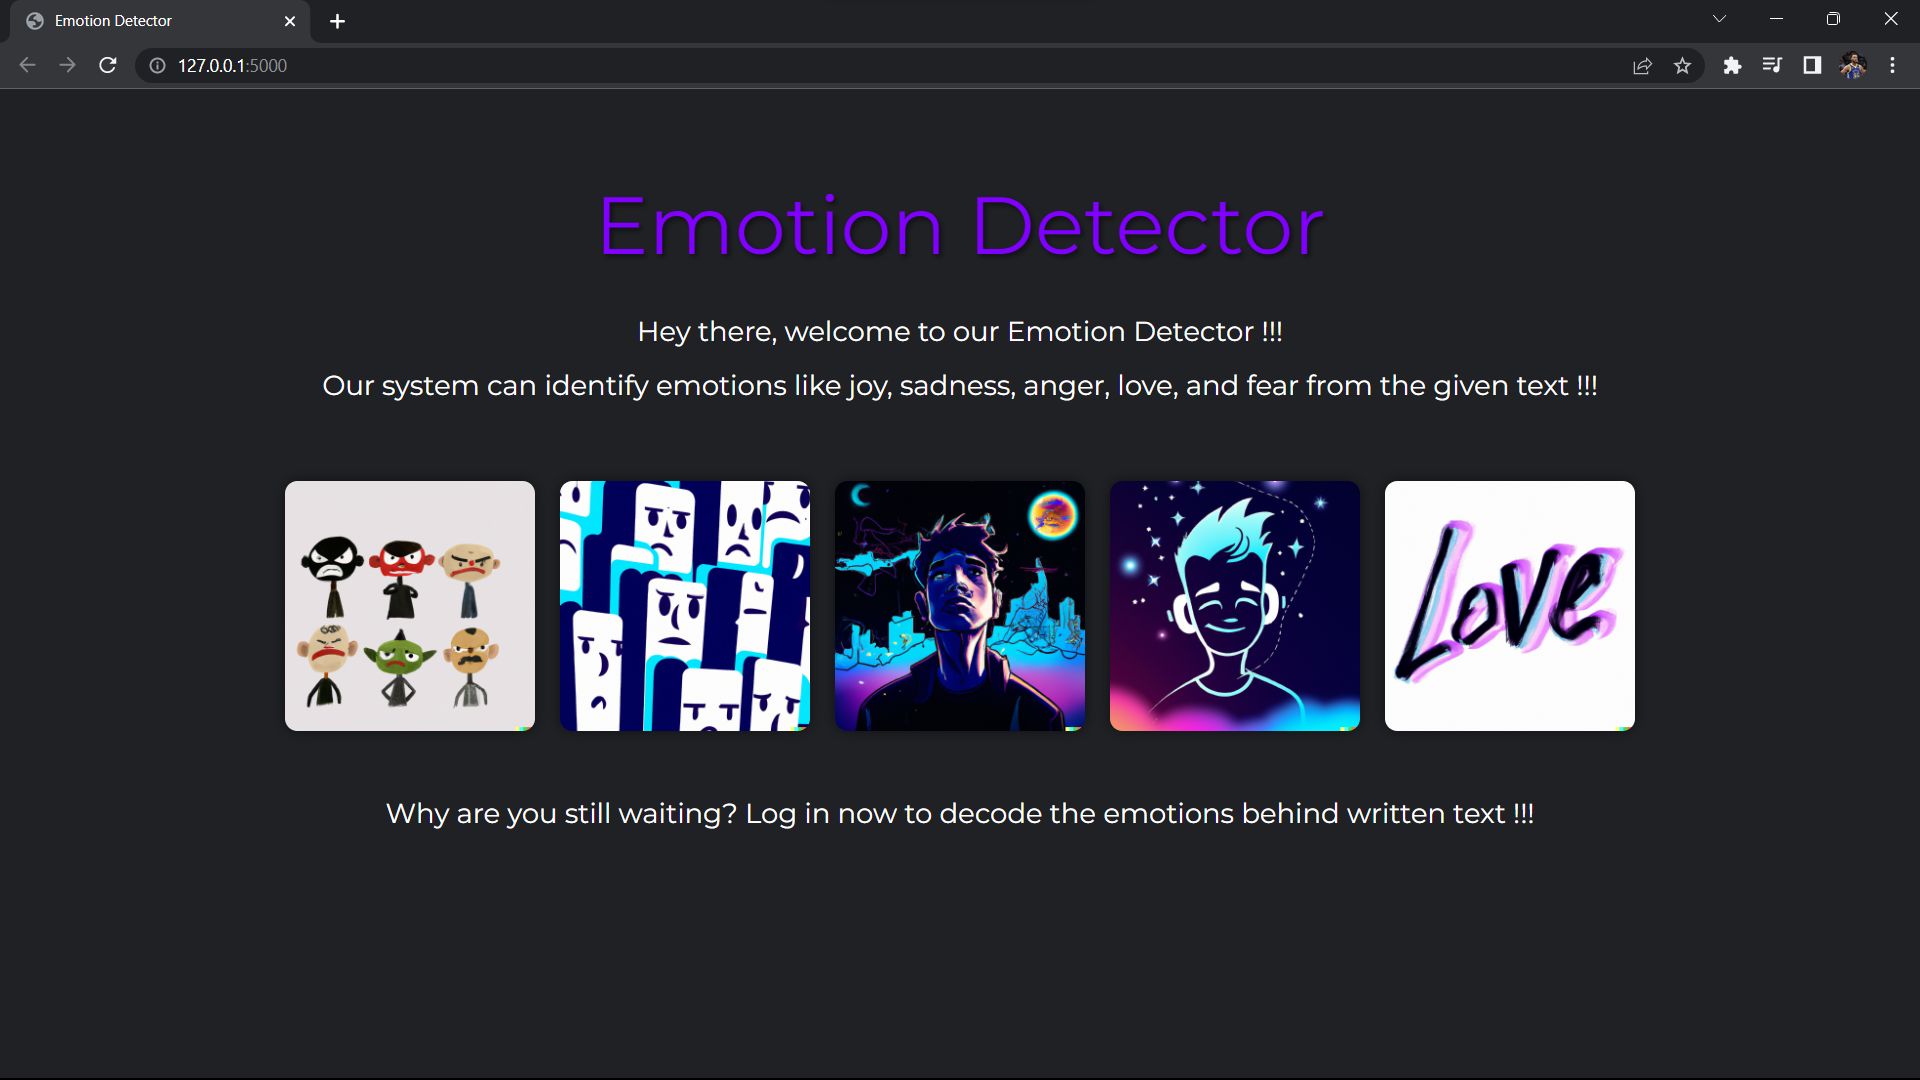 Emotion Detector
127.0.0.1:5000
Emotion Detector
Hey there, welcome to our Emotion Detector !!!
Our system can identify emotions like joy, sadness, anger, love, and fear from the given text !!!
Love
Why are you still waiting? Log in now to decode the emotions behind written text !!!